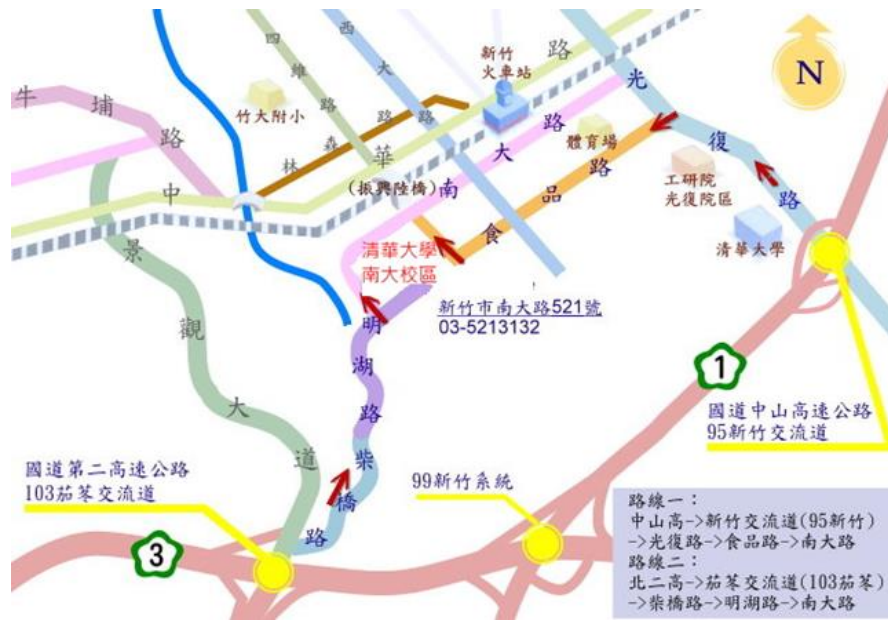 四維路
西大路
新竹
火車站
路
光
N
牛埔路
竹大附小
林森路
華
大
路
體育場
復
工研院
光復院區
(振興陸橋)
南
品
路
中
食
清華大學
景
清華大學
南大校區
新竹市南大路521號
03-5213132
觀
明湖路
1
大
國道中山高速公路
95新竹交流道
道
柴橋路
國道第二高速公路
103茄苳交流道
99新竹系統
3
路線一：
中山高->新竹交流道(95新竹)
->光復路->食品路->南大路
路線二：
北二高->茄苳交流道(103茄苳)
->柴橋路->明湖路->南大路